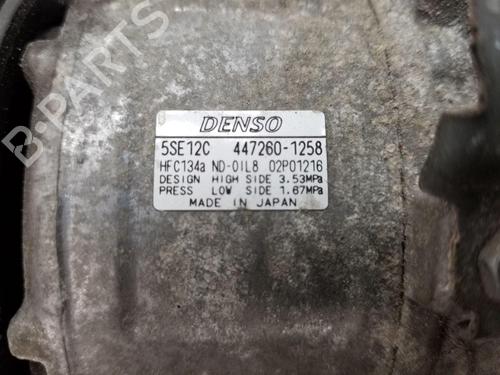 B-PARTS
DENSO
5SE12C 447260-1258
HFC134a ND-OIL8 02P01216
DESIGN HIGH SIDE 3.53MPa
PRESS LOW SIDE 1.67MPa
MADE IN JAPAN